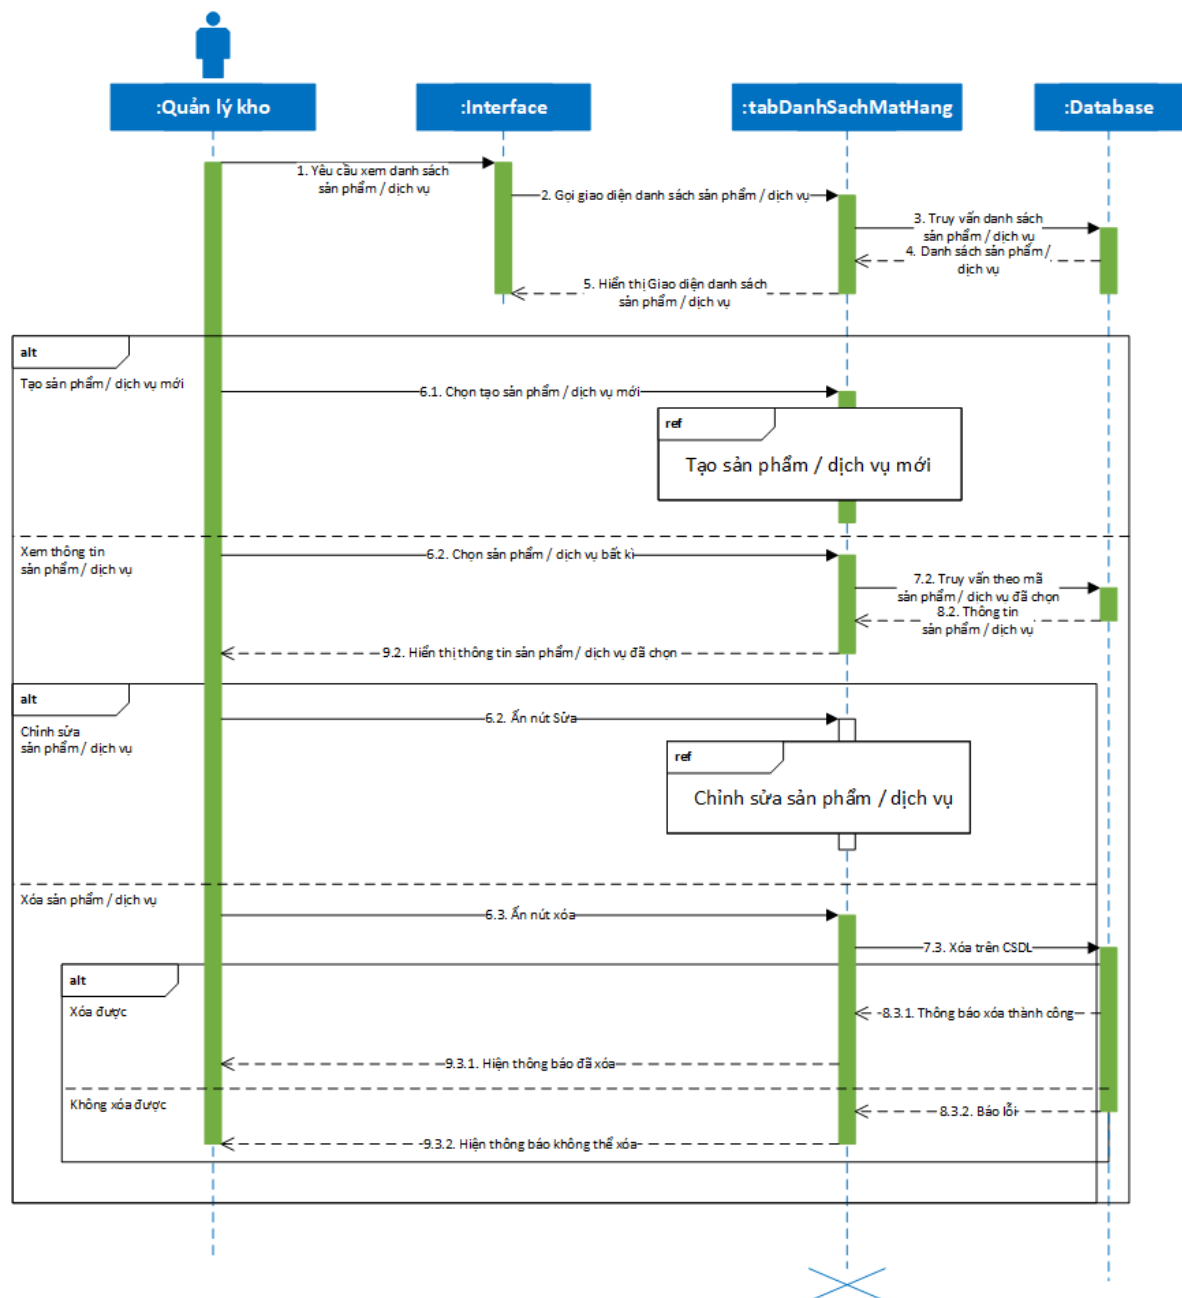 :Quản lý kho
:Interface
:tabDanhSachMatHang
:Database
1. Yêu cầu xem danh sách
sản phẩm / dịch vụ
2. Gọi giao diện danh sách sản phẩm / dịch vụ
3. Truy vấn danh sách
sản phẩm / dịch vụ
4. Danh sách sản phẩm /
dịch vụ
5. Hiển thị Giao diện danh sách
sản phẩm / dịch vụ
alt
Tạo sản phẩm / dịch vụ mới
6.1. Chọn tạo sản phẩm / dịch vụ mới
ref
Tạo sản phẩm / dịch vụ mới
Xem thông tin
sản phẩm / dịch vụ
6.2. Chọn sản phẩm / dịch vụ bất kì
7.2. Truy vấn theo mã
sản phẩm / dịch vụ đã chọn
8.2. Thông tin
sản phẩm / dịch vụ
9.2. Hiển thị thông tin sản phẩm / dịch vụ đã chọn
alt
Chỉnh sửa
sản phẩm / dịch vụ
6.2. Ấn nút Sửa
ref
Chỉnh sửa sản phẩm / dịch vụ
Xóa sản phẩm / dịch vụ
6.3. Ấn nút xóa
7.3. Xóa trên CSDL
alt
Xóa được
8.3.1. Thông báo xóa thành công
9.3.1. Hiện thông báo đã xóa
Không xóa được
8.3.2. Báo lỗi
9.3.2. Hiện thông báo không thể xóa